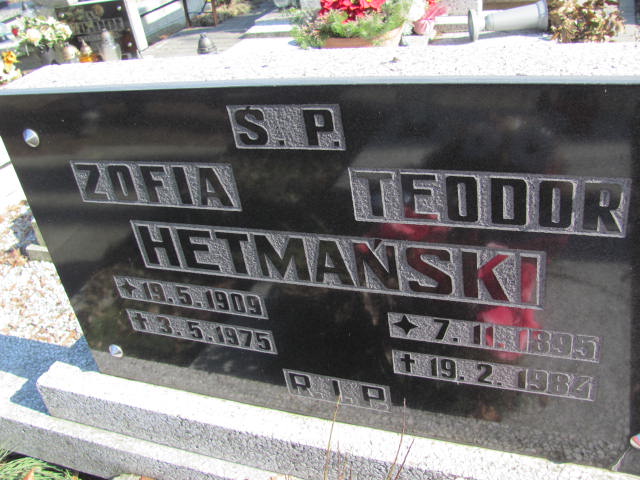 Ś. P.
ZOFIA TEODOR
HETMAŃSKI
✦ 19.5.1909
✝ 3.5.1975
✦ 7. 11. 1895
✝ 19. 2. 1984
R.I.P.